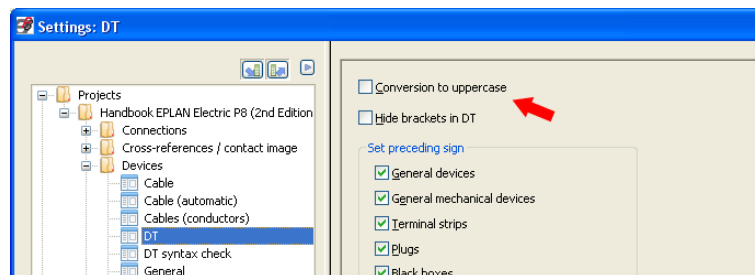 Settings: DT
Projects
Handbook EPLAN Electric P8 (2nd Edition
Connections
Cross-references / contact image
Devices
Cable
Cable (automatic)
Cables (conductors)
DT
DT syntax check
General
Conversion to uppercase
Hide brackets in DT
Set preceding sign
General devices
General mechanical devices
Terminal strips
Plugs
Black boxes